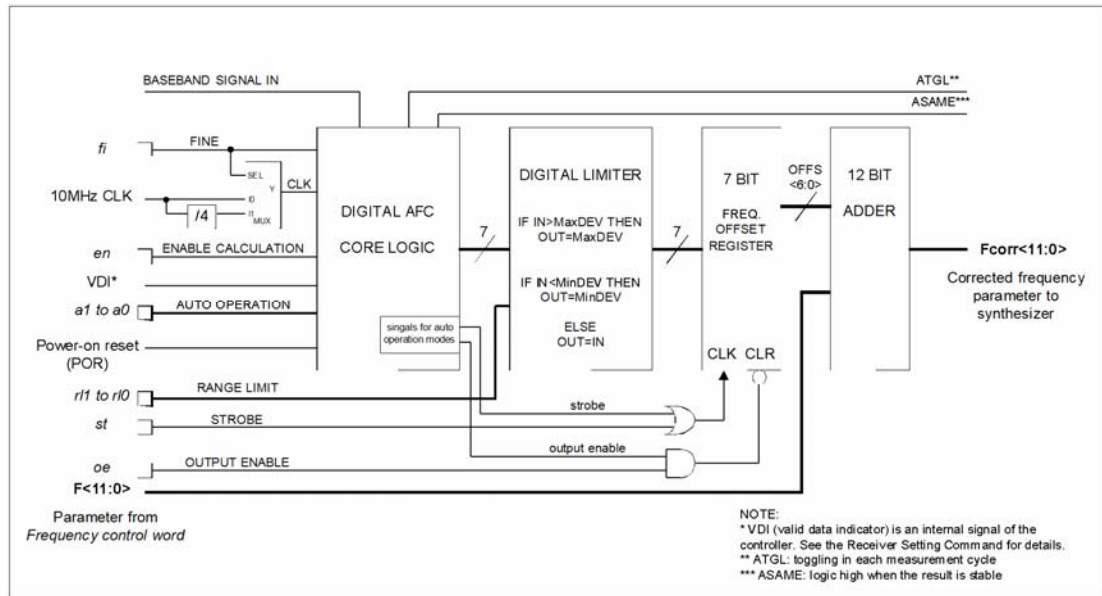 BASEBAND SIGNAL IN
ATGL**
ASAME***
fi
FINE
SEL
Y
CLK
10MHz CLK
I0
/4
I1
MUX
DIGITAL AFC
CORE LOGIC
en
ENABLE CALCULATION
VDI*
a1 to a0
AUTO OPERATION
Power-on reset
(POR)
singals for auto
operation modes
7
DIGITAL LIMITER
IF IN>MaxDEV THEN
OUT=MaxDEV
IF IN<MinDEV THEN
OUT=MinDEV
ELSE
OUT=IN
7
7 BIT
FREQ.
OFFSET
REGISTER
CLK CLR
OFFS
<6:0>
12 BIT
ADDER
Fcorr<11:0>
Corrected frequency
parameter to
synthesizer
rl1 to rl0
RANGE LIMIT
strobe
st
STROBE
output enable
oe
OUTPUT ENABLE
F<11:0>
Parameter from
Frequency control word
NOTE:
* VDI (valid data indicator) is an internal signal of the
controller. See the Receiver Setting Command for details.
** ATGL: toggling in each measurement cycle
*** ASAME: logic high when the result is stable